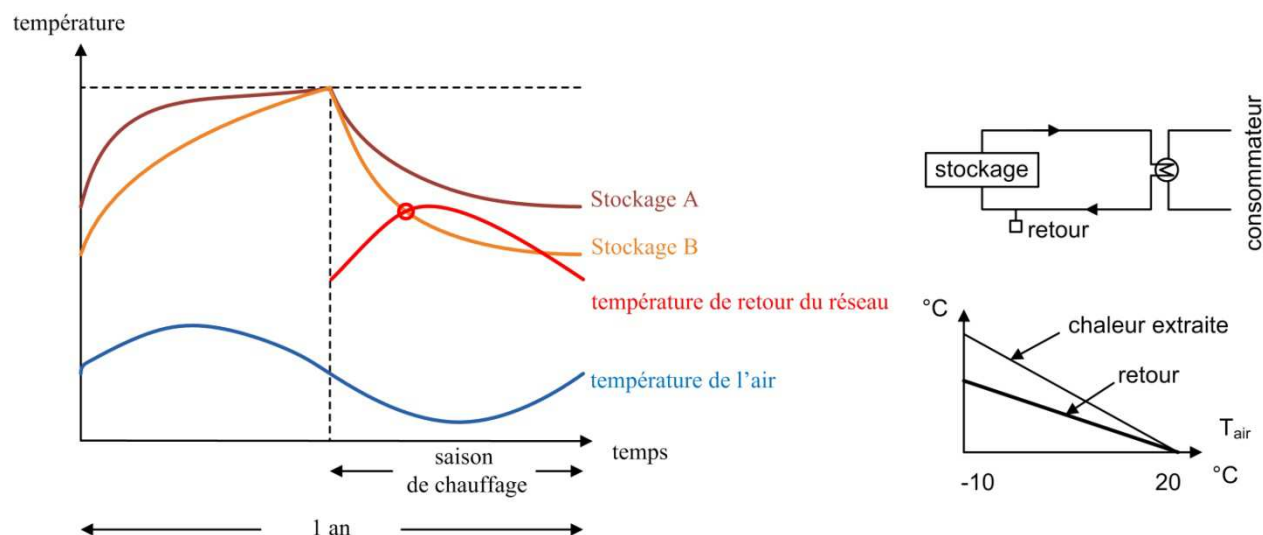 température
Stockage A
Stockage B
température de retour du réseau
température de l'air
temps
saison
de chauffage
1 an
stockage
retour
consommateur
°C
chaleur extraite
retour
T air
°C
-10
20